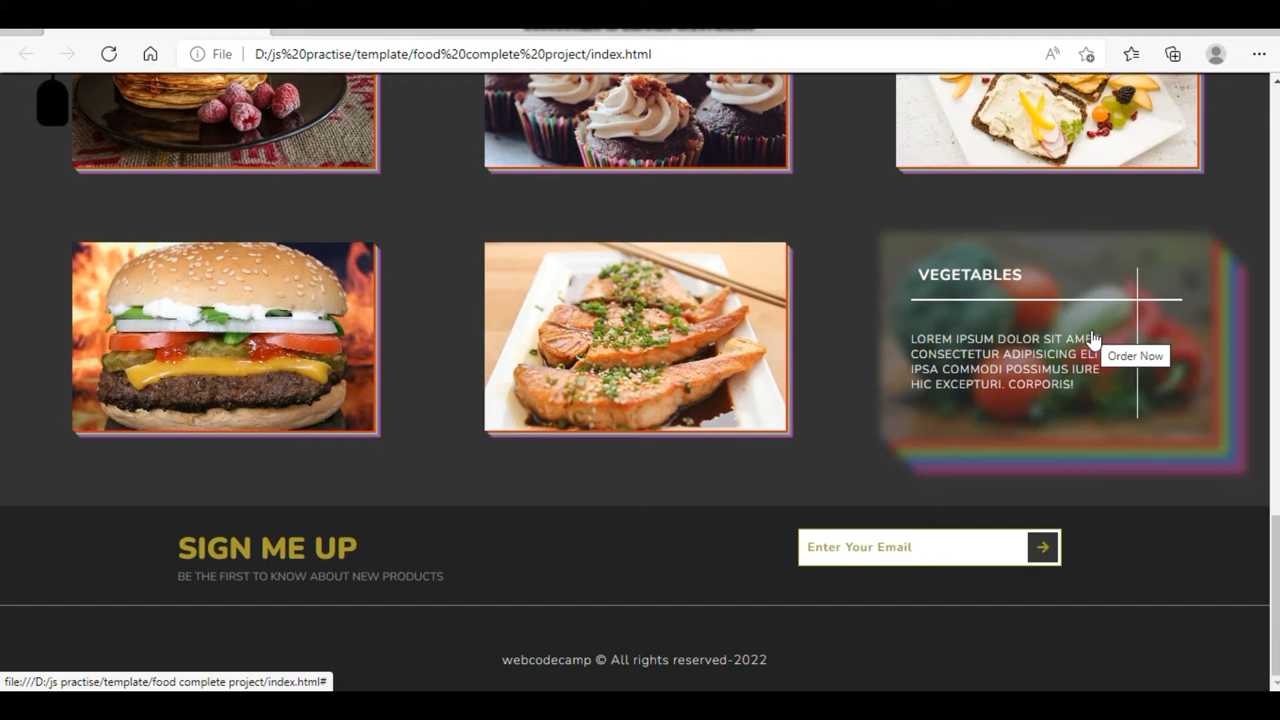 File
D:/js%20practise/template/food%20complete%20project/index.html
VEGETABLES
LOREM IPSUM DOLOR SIT AME
CONSECTETUR ADIPISICING ELI
IPSA COMMODI POSSIMUS IURE
HIC EXCEPTURI. CORPORIS!
Order Now
SIGN ME UP
BE THE FIRST TO KNOW ABOUT NEW PRODUCTS
Enter Your Email
webcodecamp © All rights reserved-2022
file:///D:/js practise/template/food complete project/index.html#